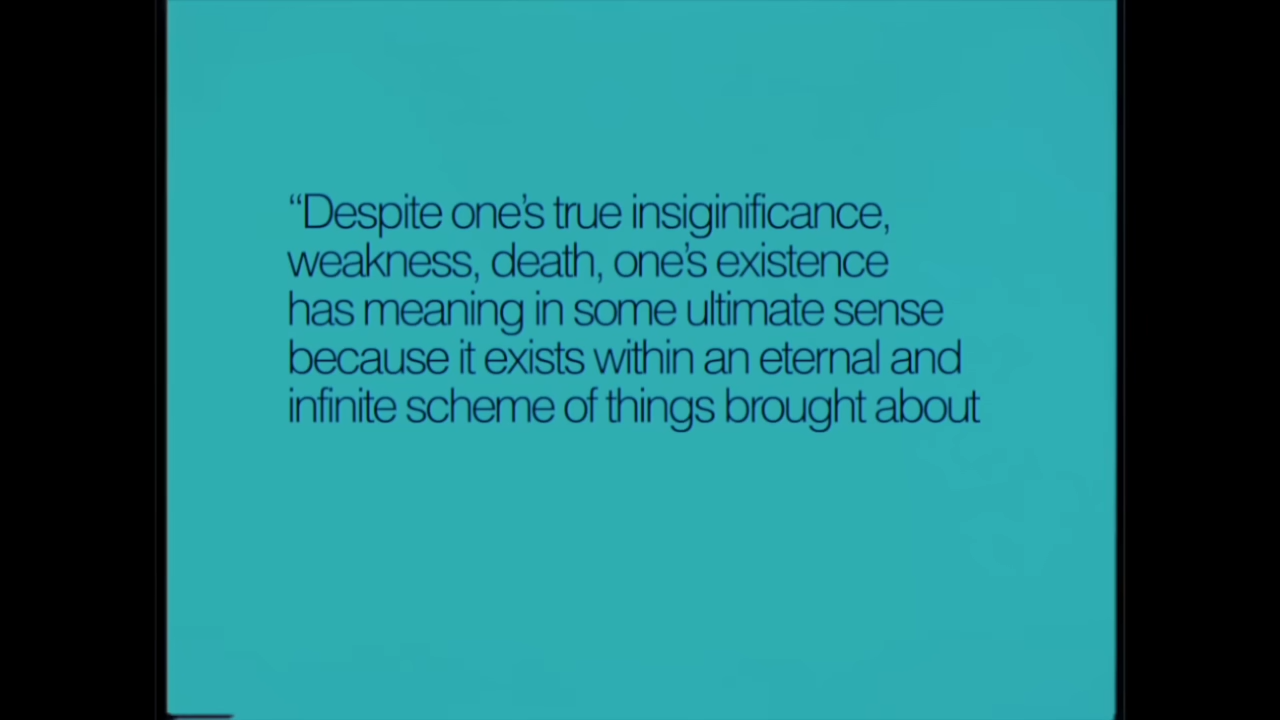 “Despite one’s true insiginificance,
weakness, death, one’s existence
has meaning in some ultimate sense
because it exists within an eternal and
infinite scheme of things brought about